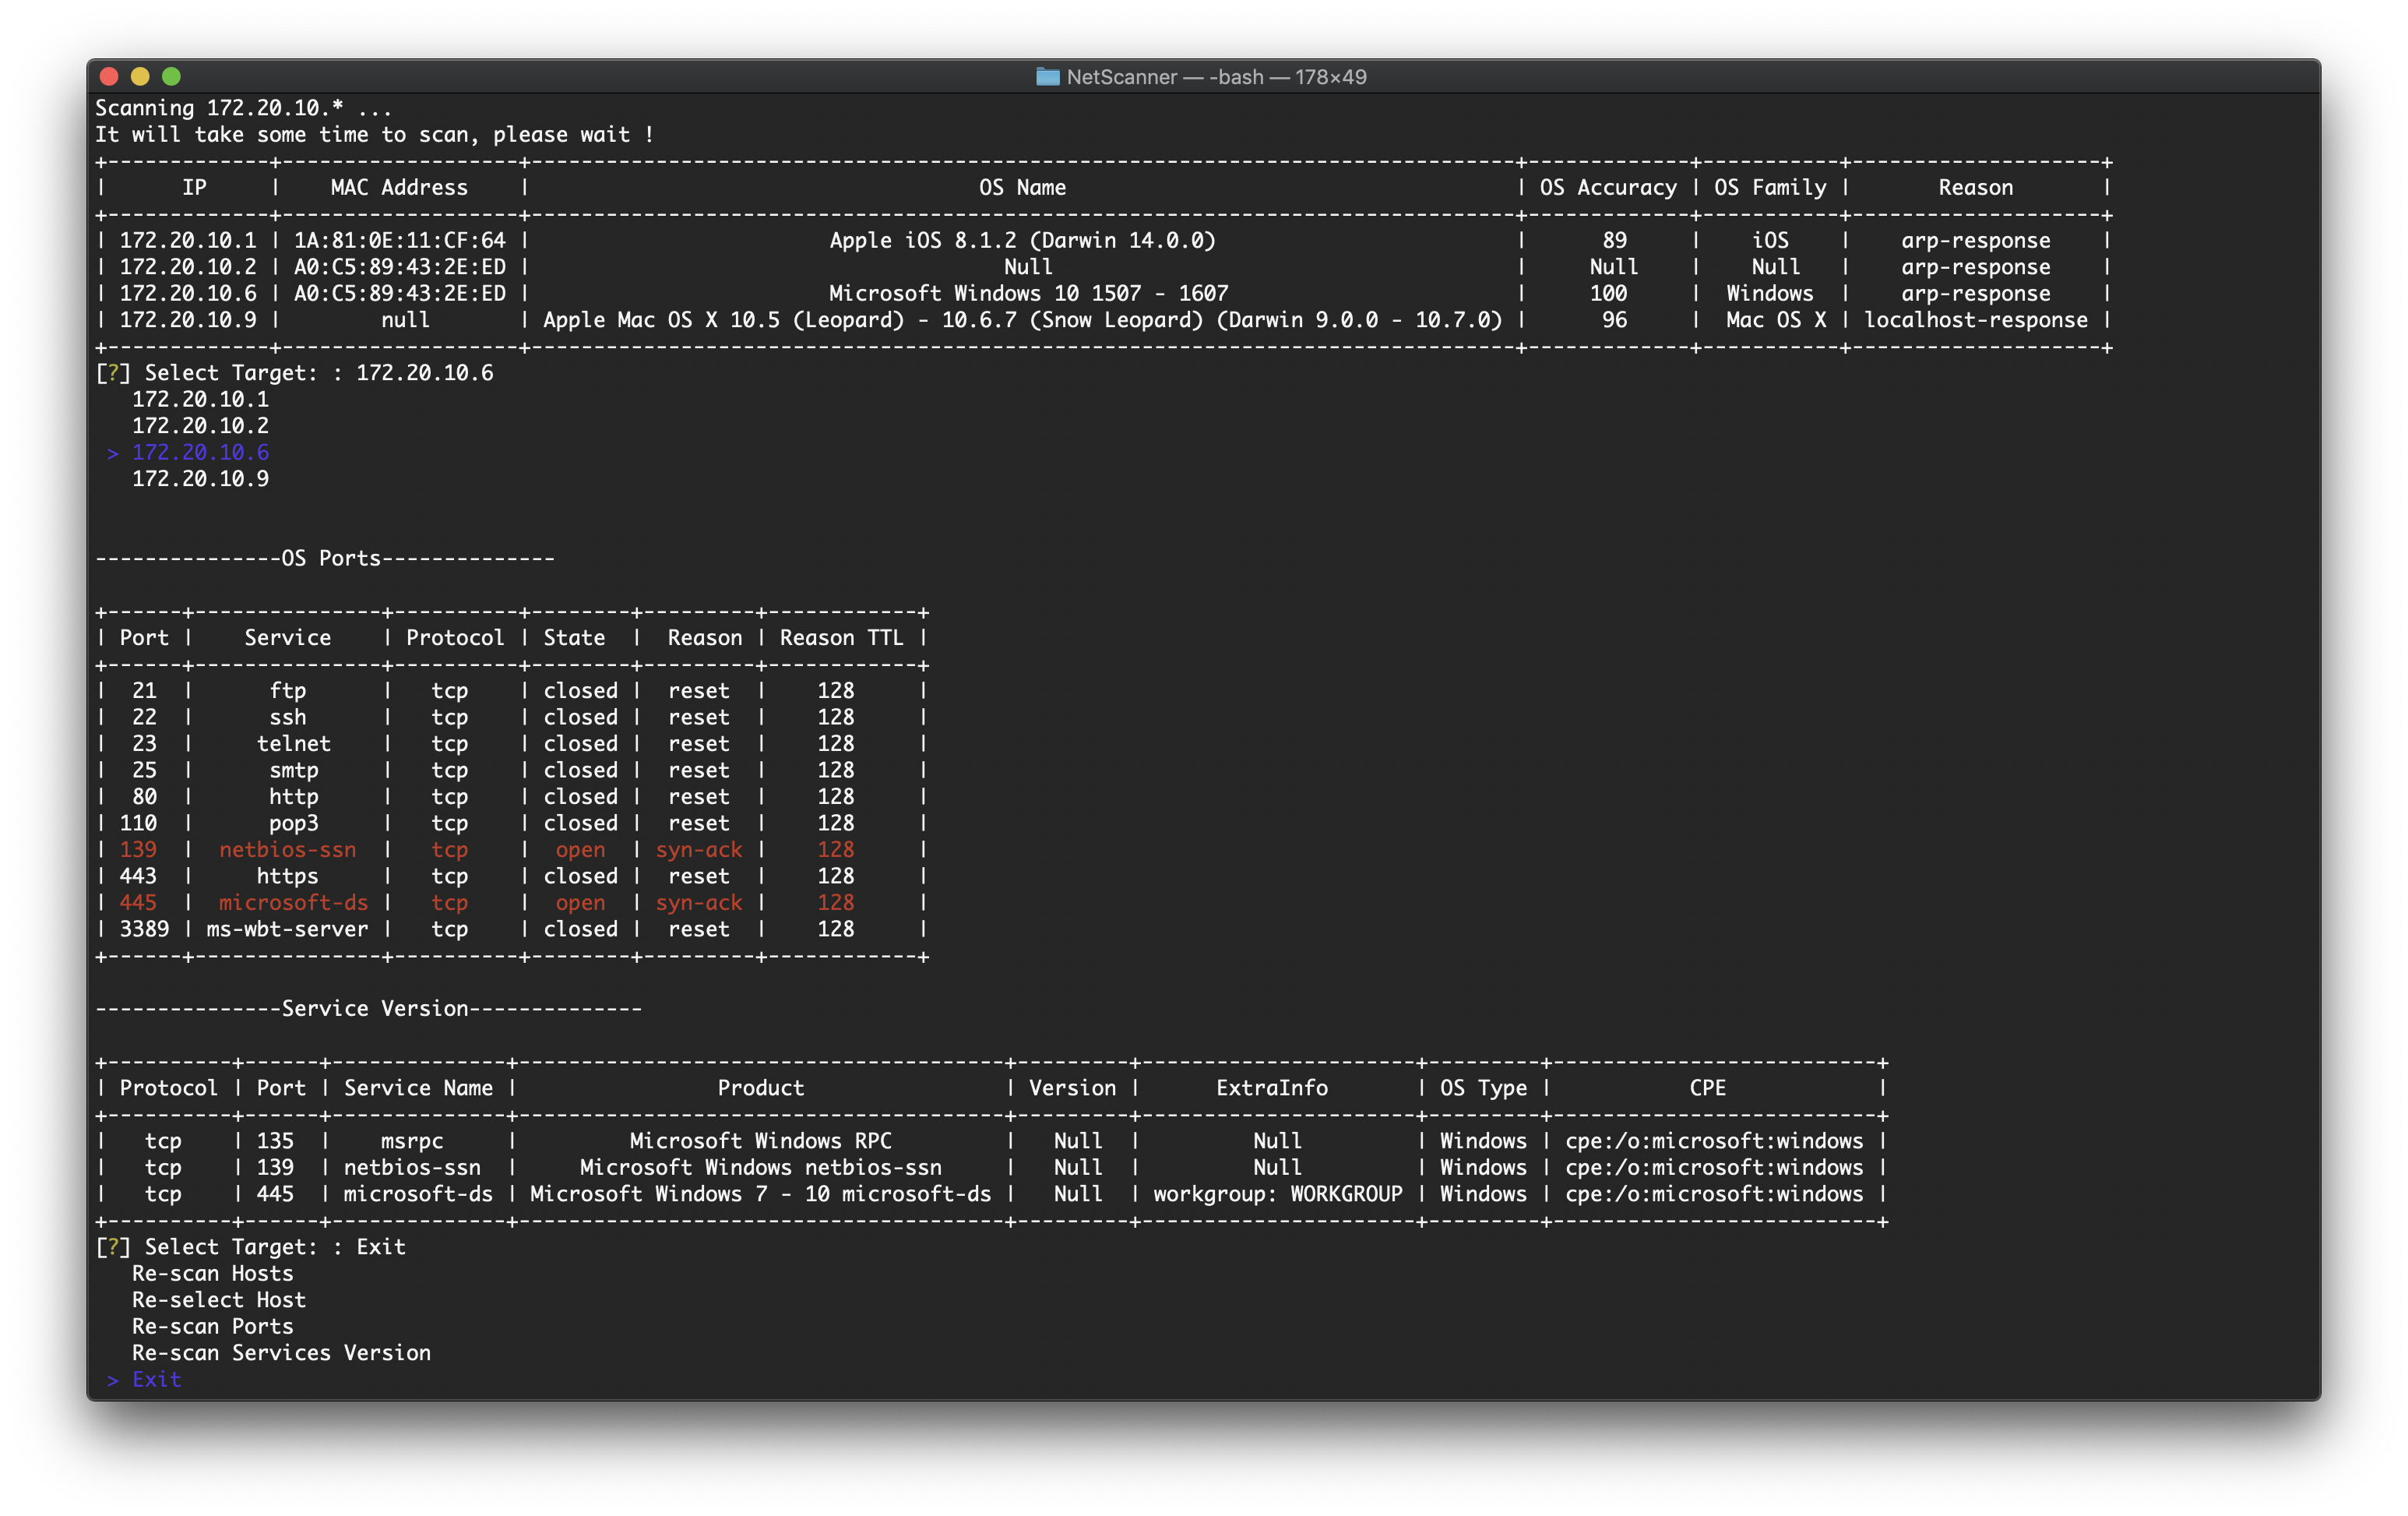 NetScanner — -bash — 178×49
Scanning 172.20.10.* ...
It will take some time to scan, please wait !
+-------------+-------------------+-------------------------------------------------------------------------------+-------------+-----------+--------------------+
| IP | MAC Address | OS Name | OS Accuracy | OS Family | Reason |
+-------------+-------------------+-------------------------------------------------------------------------------+-------------+-----------+--------------------+
| 172.20.10.1 | 1A:81:0E:11:CF:64 | Apple iOS 8.1.2 (Darwin 14.0.0) | 89 | iOS | arp-response |
| 172.20.10.2 | A0:C5:89:43:2E:ED | Null | Null | Null | arp-response |
| 172.20.10.6 | A0:C5:89:43:2E:ED | Microsoft Windows 10 1507 - 1607 | 100 | Windows | arp-response |
| 172.20.10.9 | null | Apple Mac OS X 10.5 (Leopard) - 10.6.7 (Snow Leopard) (Darwin 9.0.0 - 10.7.0) | 96 | Mac OS X | localhost-response |
+-------------+-------------------+-------------------------------------------------------------------------------+-------------+-----------+--------------------+
[?] Select Target: : 172.20.10.6
172.20.10.1
172.20.10.2
> 172.20.10.6
172.20.10.9
---------------OS Ports--------------
+------+---------------+----------+--------+---------+------------+
| Port | Service | Protocol | State | Reason | Reason TTL |
+------+---------------+----------+--------+---------+------------+
| 21 | ftp | tcp | closed | reset | 128 |
| 22 | ssh | tcp | closed | reset | 128 |
| 23 | telnet | tcp | closed | reset | 128 |
| 25 | smtp | tcp | closed | reset | 128 |
| 80 | http | tcp | closed | reset | 128 |
| 110 | pop3 | tcp | closed | reset | 128 |
| 139 | netbios-ssn | tcp | open | syn-ack | 128 |
| 443 | https | tcp | closed | reset | 128 |
| 445 | microsoft-ds | tcp | open | syn-ack | 128 |
| 3389 | ms-wbt-server | tcp | closed | reset | 128 |
+------+---------------+----------+--------+---------+------------+
---------------Service Version--------------
+----------+------+--------------+---------------------------------------+---------+----------------------+---------+--------------------------+
| Protocol | Port | Service Name | Product | Version | ExtraInfo | OS Type | CPE |
+----------+------+--------------+---------------------------------------+---------+----------------------+---------+--------------------------+
| tcp | 135 | msrpc | Microsoft Windows RPC | Null | Null | Windows | cpe:/o:microsoft:windows |
| tcp | 139 | netbios-ssn | Microsoft Windows netbios-ssn | Null | Null | Windows | cpe:/o:microsoft:windows |
| tcp | 445 | microsoft-ds | Microsoft Windows 7 - 10 microsoft-ds | Null | workgroup: WORKGROUP | Windows | cpe:/o:microsoft:windows |
+----------+------+--------------+---------------------------------------+---------+----------------------+---------+--------------------------+
[?] Select Target: : Exit
Re-scan Hosts
Re-select Host
Re-scan Ports
Re-scan Services Version
> Exit